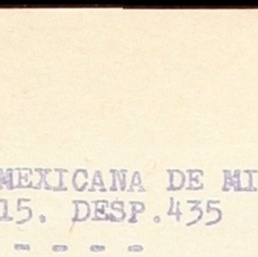 MEXICANA DE MI
15. DESP.435
- - - -